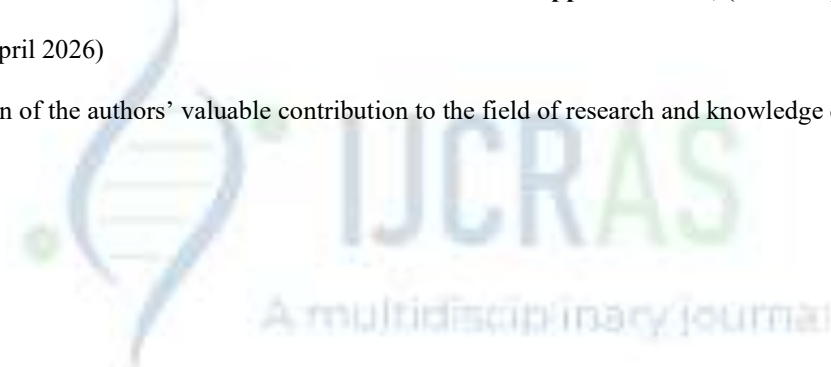 pril 2026)
n of the authors’ valuable contribution to the field of research and knowledge
IJCRAS
A multidisciplinary journal